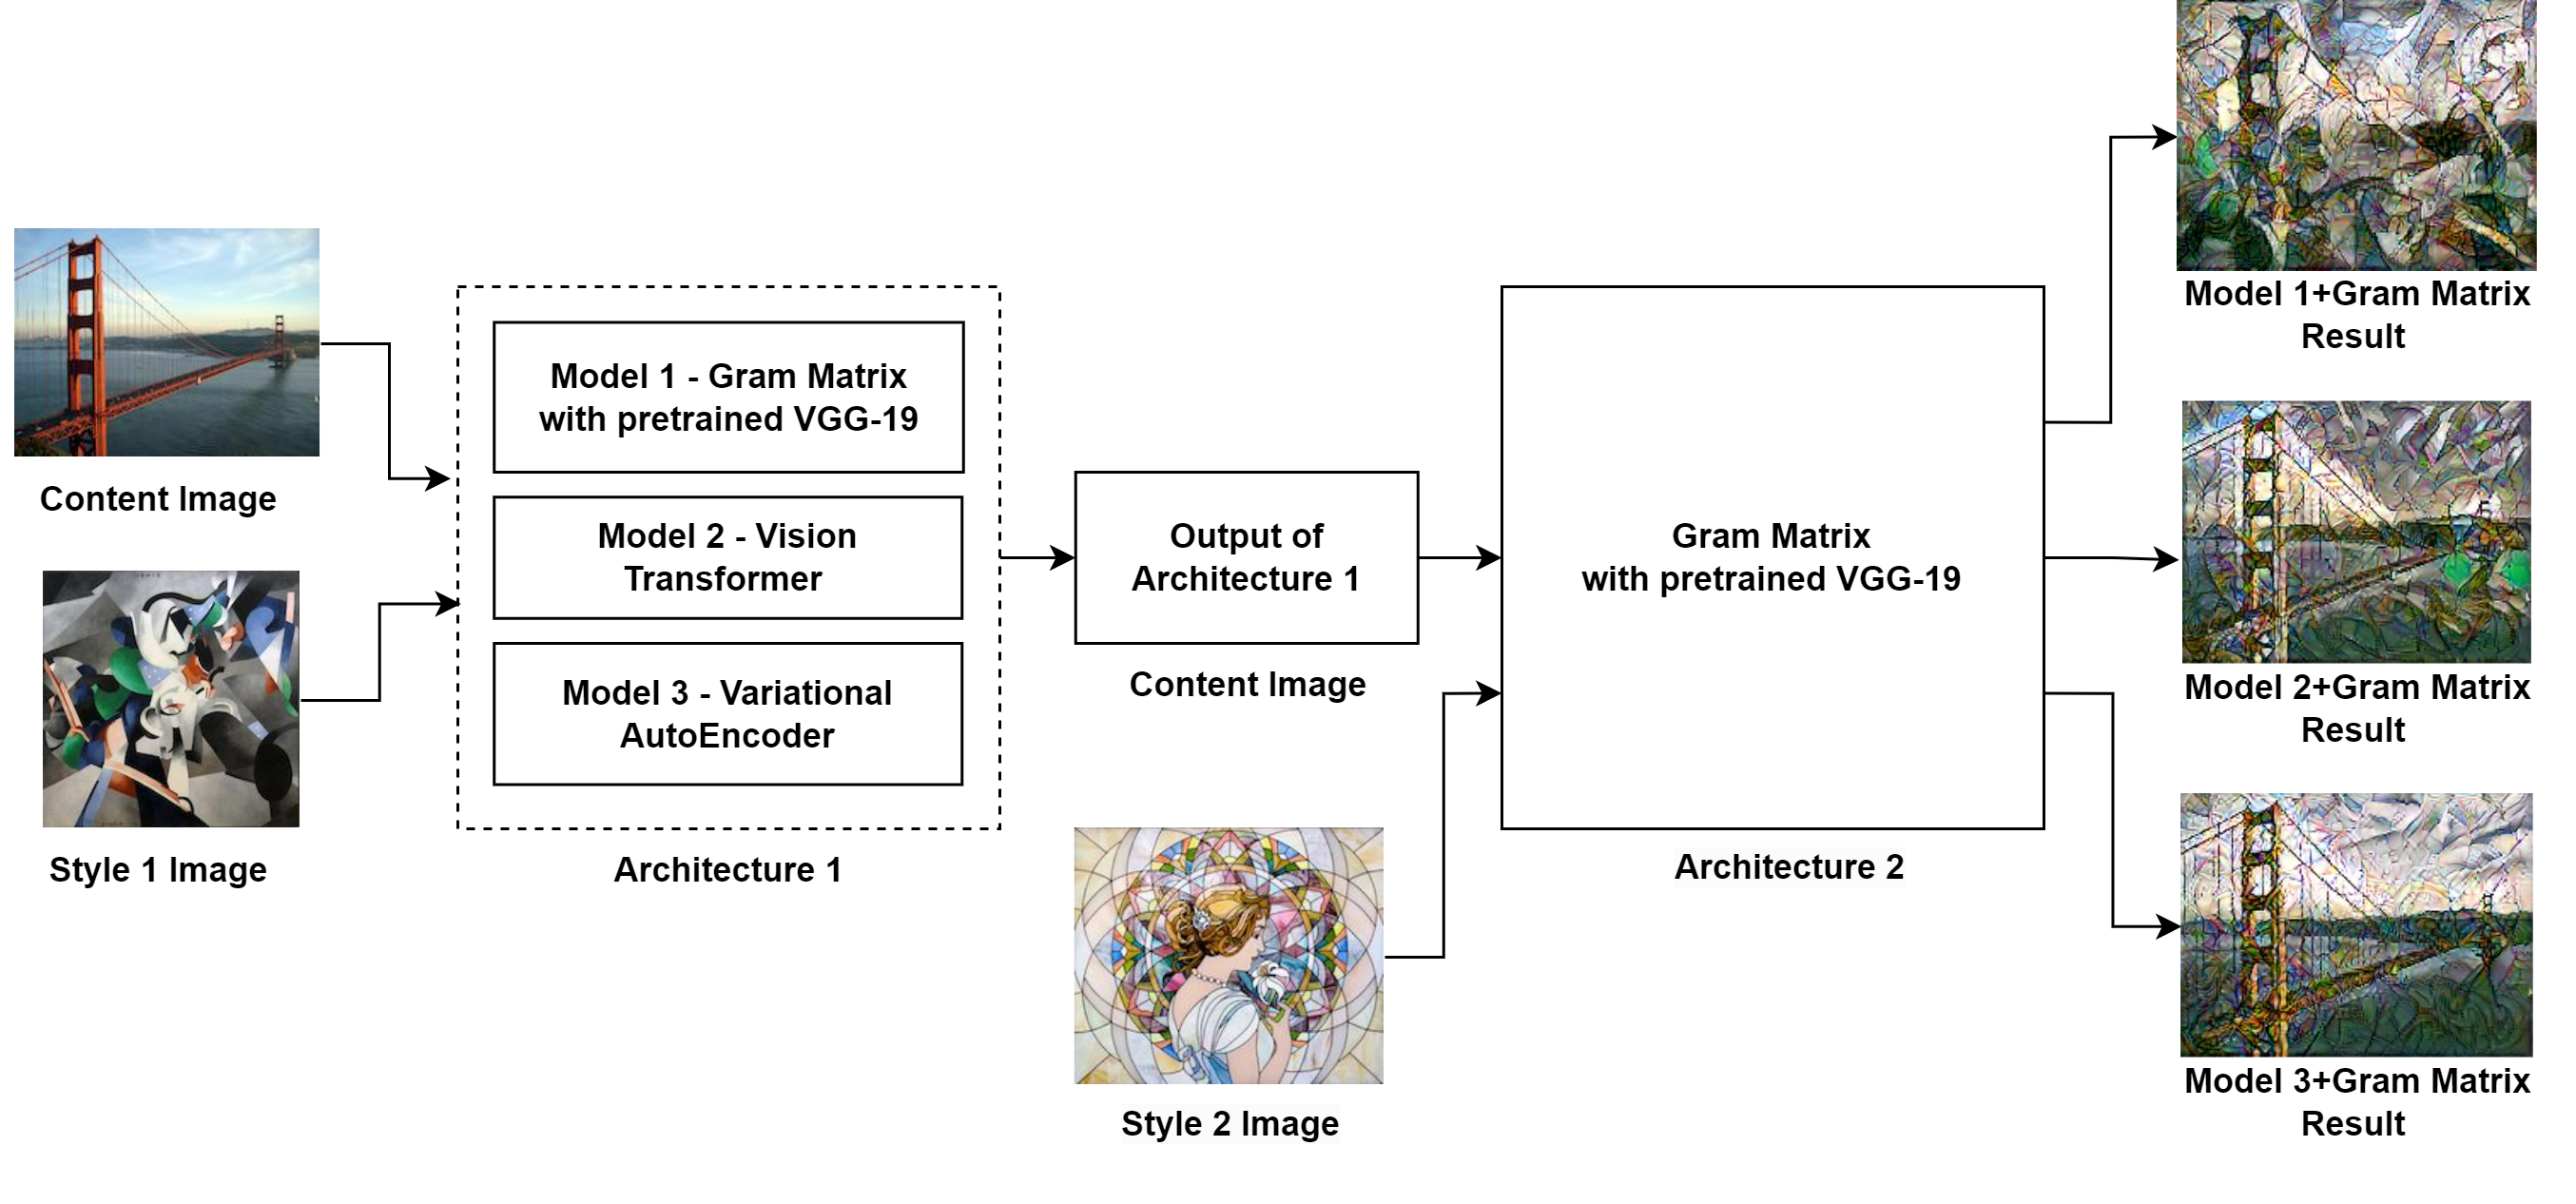 Content Image
Style 1 Image
Model 1 - Gram Matrix
with pretrained VGG-19
Model 2 - Vision
Transformer
Model 3 - Variational
AutoEncoder
Architecture 1
Output of
Architecture 1
Content Image
Style 2 Image
Gram Matrix
with pretrained VGG-19
Architecture 2
Model 1+Gram Matrix
Result
Model 2+Gram Matrix
Result
Model 3+Gram Matrix
Result